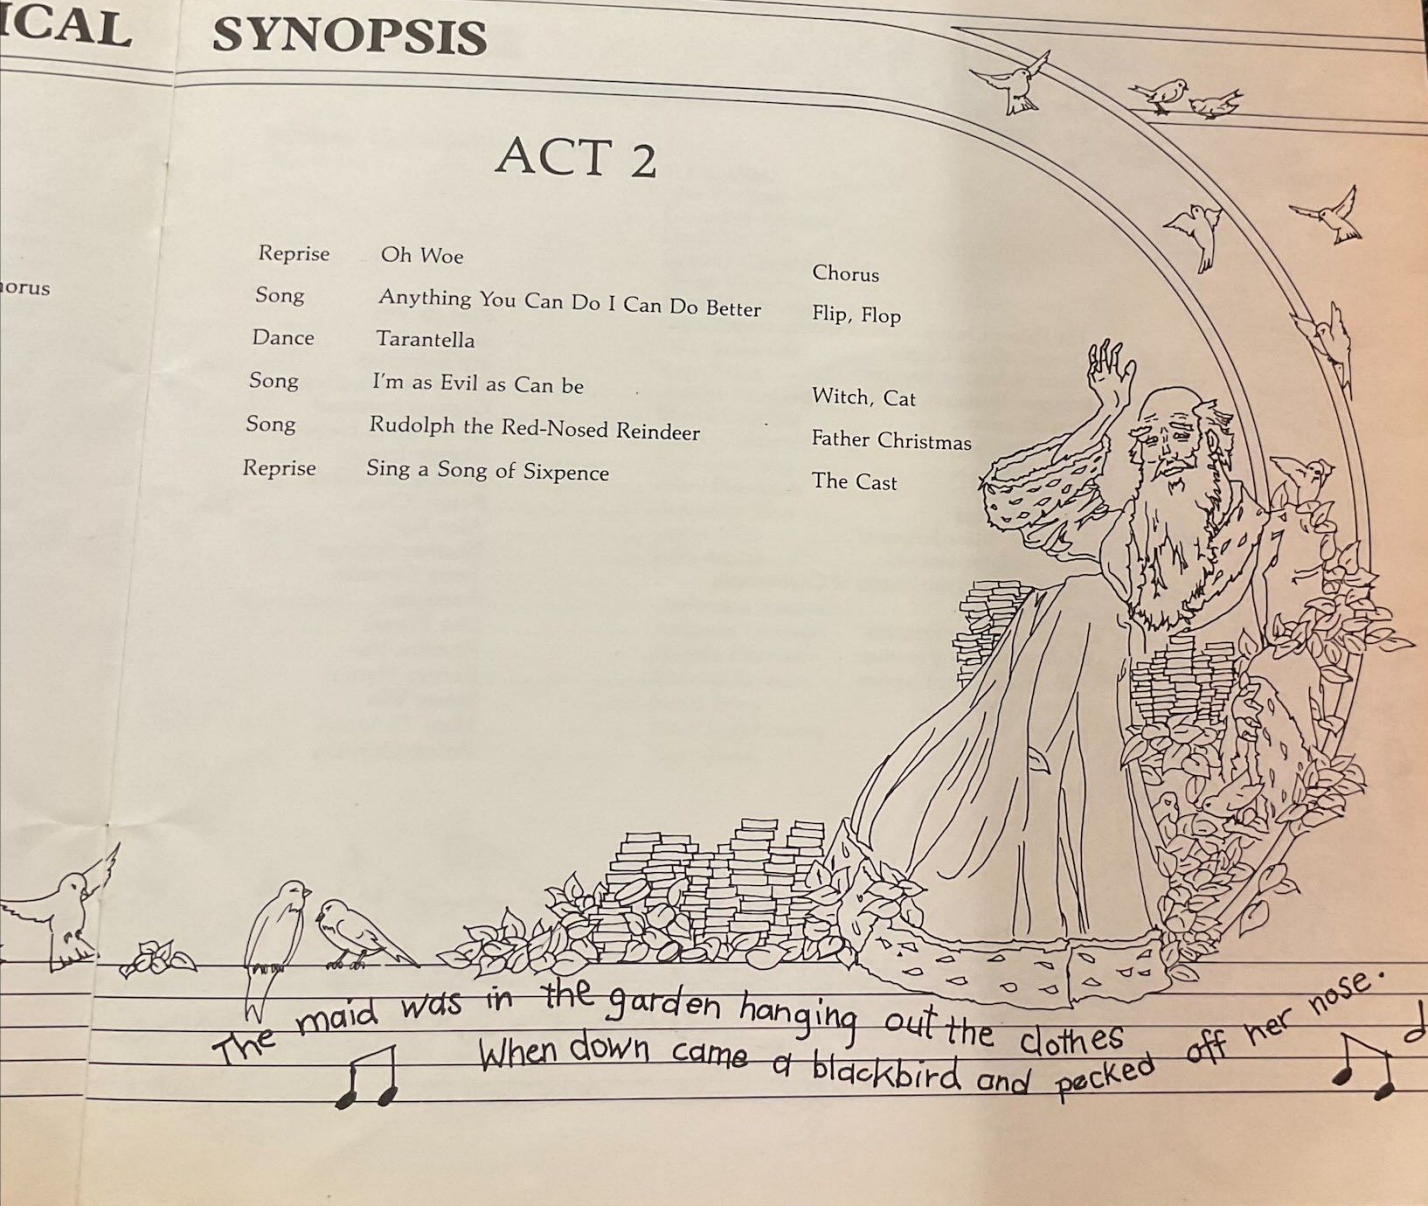 ICAL SYNOPSIS
ACT 2
horus
Reprise Oh Woe Chorus
Song Anything You Can Do I Can Do Better Flip, Flop
Dance Tarantella
Song I'm as Evil as Can be Witch, Cat
Song Rudolph the Red-Nosed Reindeer Father Christmas
Reprise Sing a Song of Sixpence The Cast
The maid was in the garden hanging out the clothes
When down came a blackbird and pecked off her nose.